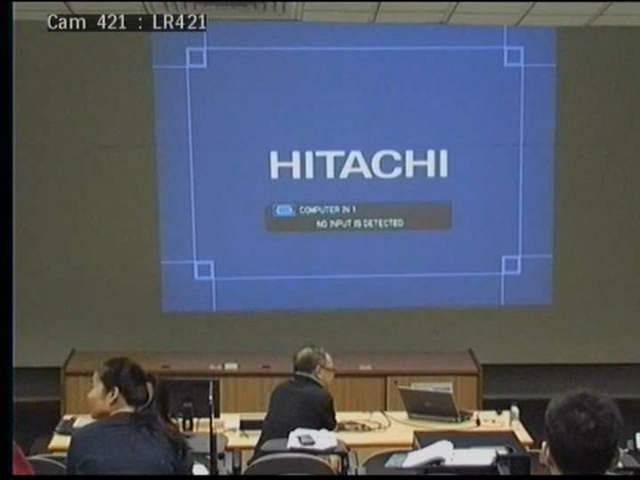 Cam 421 : LR421
HITACHI
COMPUTER IN 1
NO INPUT IS DETECTED